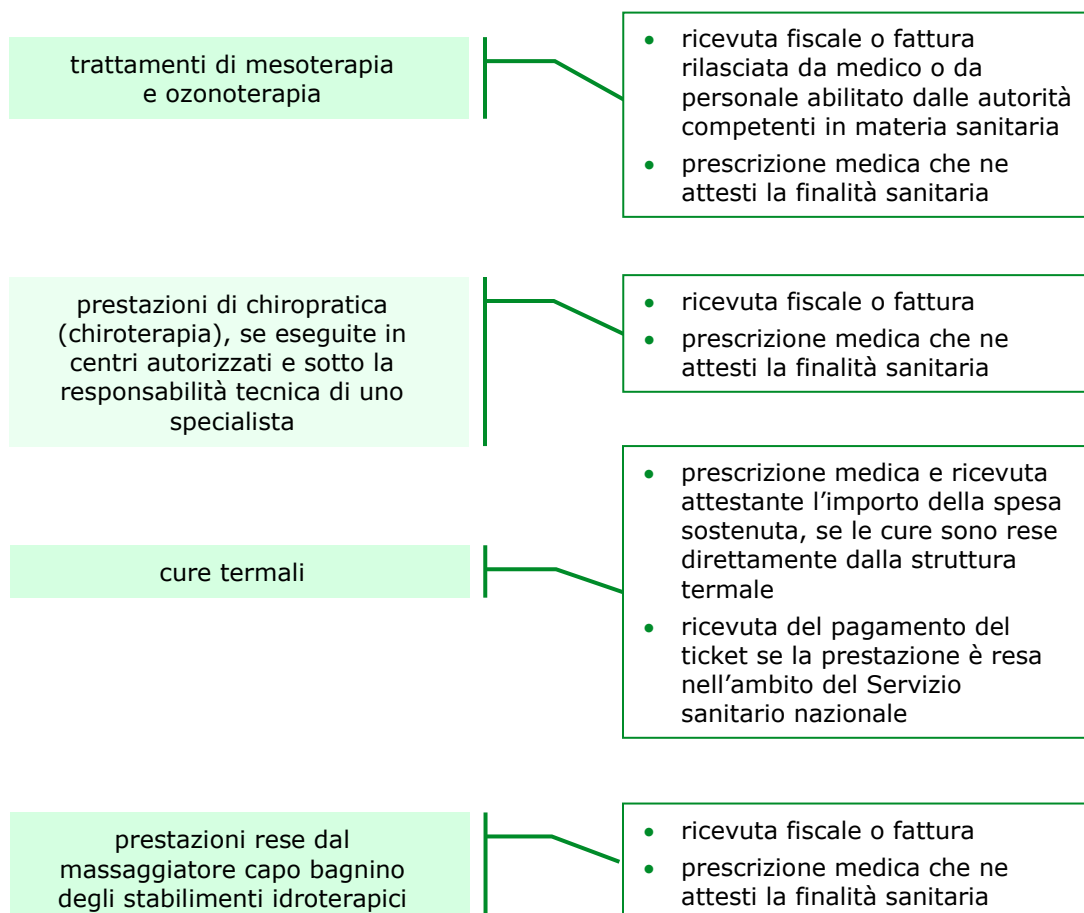 trattamenti di mesoterapia
e ozonoterapia
• ricevuta fiscale o fattura
rilasciata da medico o da
personale abilitato dalle autorità
competenti in materia sanitaria
• prescrizione medica che ne
attesti la finalità sanitaria
prestazioni di chiropratica
(chiroterapia), se eseguite in
centri autorizzati e sotto la
responsabilità tecnica di uno
specialista
• ricevuta fiscale o fattura
• prescrizione medica che ne
attesti la finalità sanitaria
cure termali
• prescrizione medica e ricevuta
attestante l’importo della spesa
sostenuta, se le cure sono rese
direttamente dalla struttura
termale
• ricevuta del pagamento del
ticket se la prestazione è resa
nell’ambito del Servizio
sanitario nazionale
prestazioni rese dal
massaggiatore capo bagnino
degli stabilimenti idroterapici
• ricevuta fiscale o fattura
• prescrizione medica che ne
attesti la finalità sanitaria